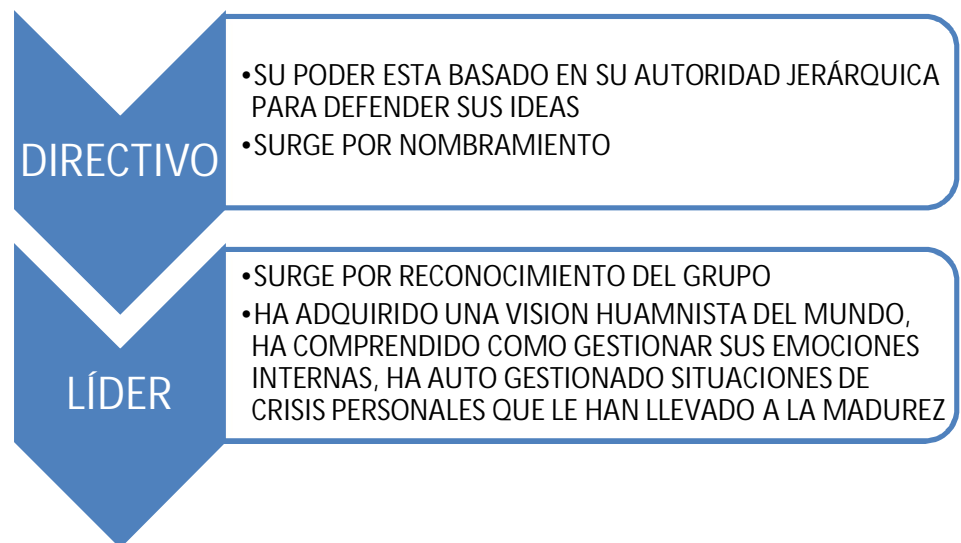 DIRECTIVO
•SU PODER ESTA BASADO EN SU AUTORIDAD JERÁRQUICA
PARA DEFENDER SUS IDEAS
•SURGE POR NOMBRAMIENTO
LÍDER
•SURGE POR RECONOCIMIENTO DEL GRUPO
•HA ADQUIRIDO UNA VISION HUAMNISTA DEL MUNDO,
HA COMPRENDIDO COMO GESTIONAR SUS EMOCIONES
INTERNAS, HA AUTO GESTIONADO SITUACIONES DE
CRISIS PERSONALES QUE LE HAN LLEVADO A LA MADUREZ